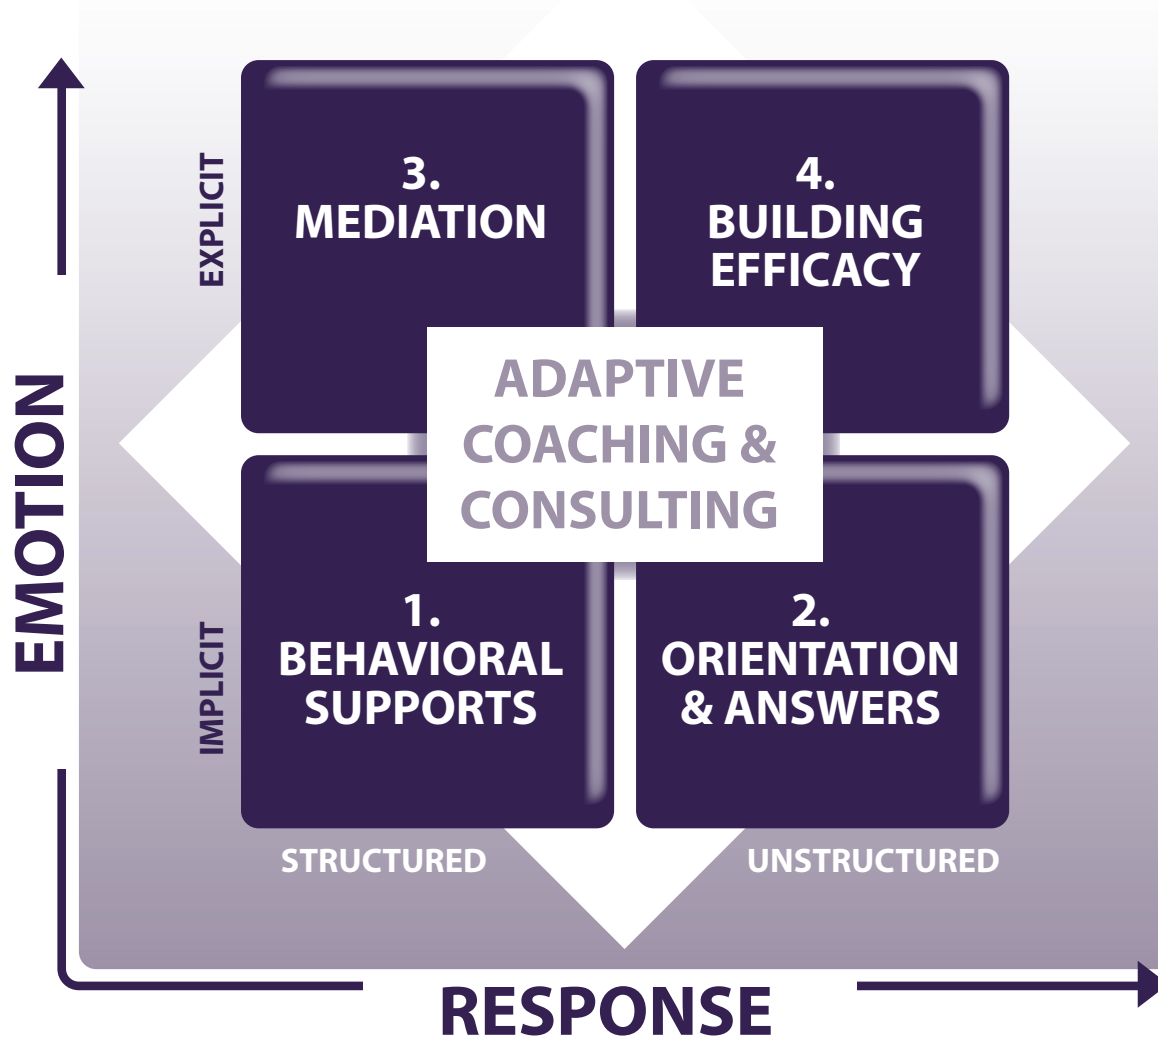 EMOTION
EXPLICIT
3.
MEDIATION
4.
BUILDING
EFFICACY
ADAPTIVE
COACHING &
CONSULTING
IMPLICIT
1.
BEHAVIORAL
SUPPORTS
2.
ORIENTATION
& ANSWERS
STRUCTURED
UNSTRUCTURED
RESPONSE